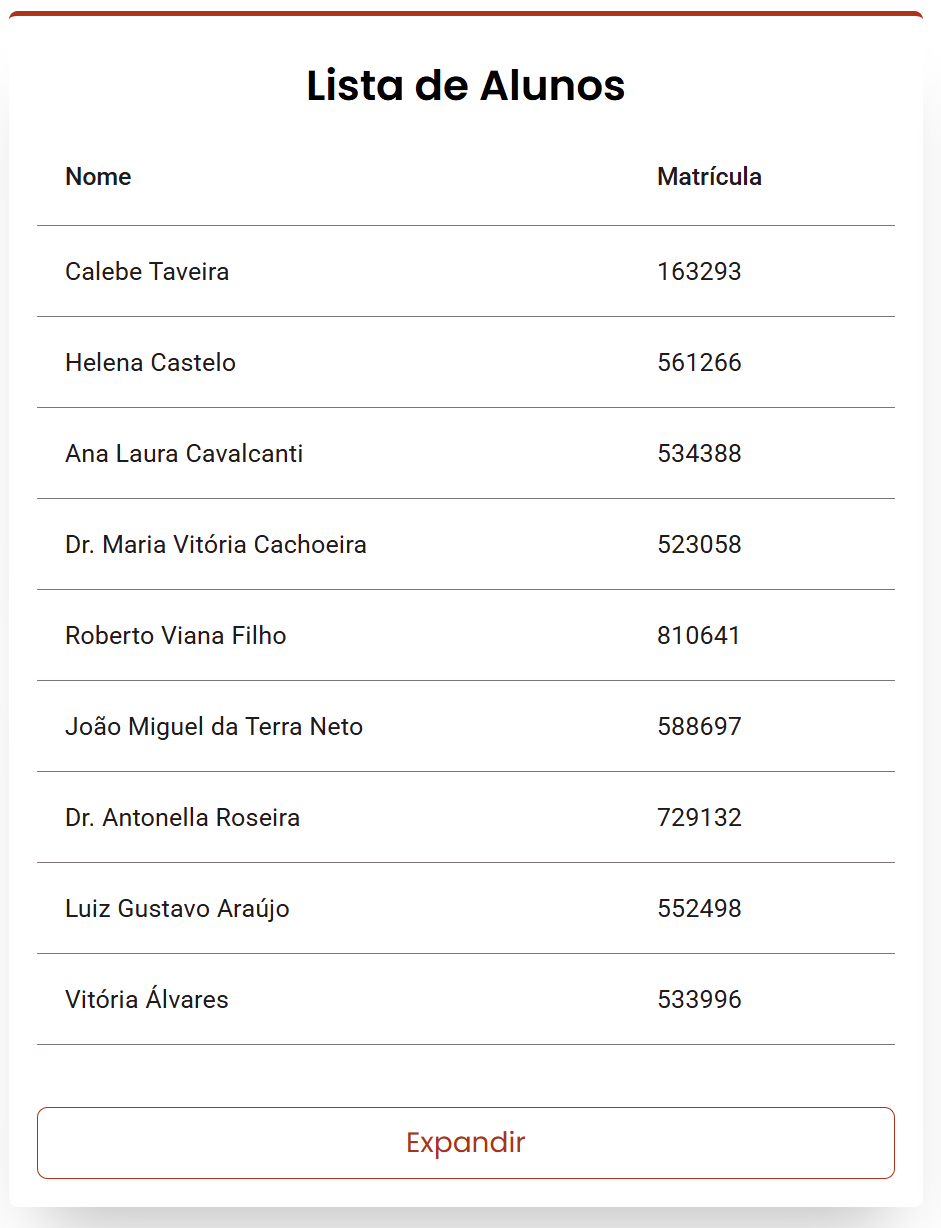 Lista de Alunos
Nome Matrícula
Calebe Taveira 163293
Helena Castelo 561266
Ana Laura Cavalcanti 534388
Dr. Maria Vitória Cachoeira 523058
Roberto Viana Filho 810641
João Miguel da Terra Neto 588697
Dr. Antonella Roseira 729132
Luiz Gustavo Araújo 552498
Vitória Álvares 533996
Expandir